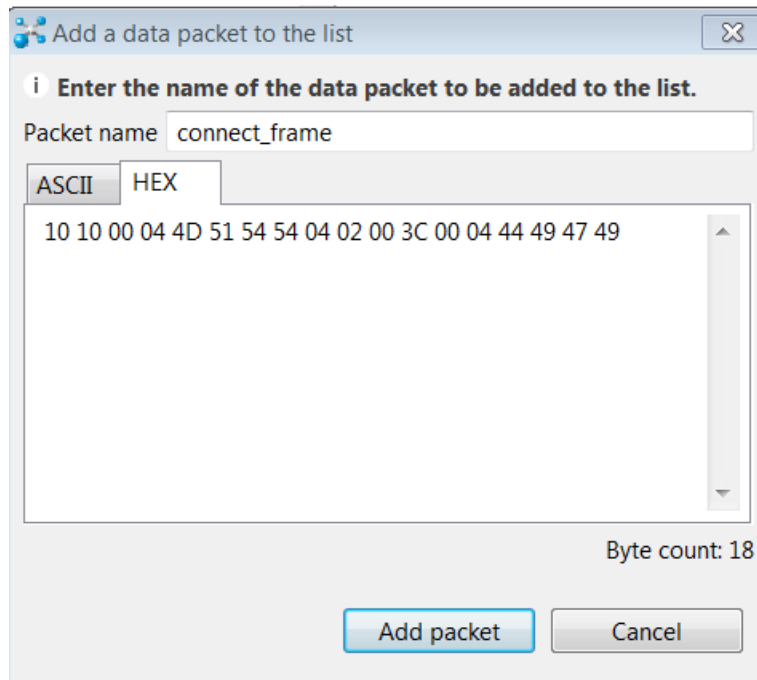 Add a data packet to the list
i Enter the name of the data packet to be added to the list.
Packet name connect_frame
ASCII HEX
10 10 00 04 4D 51 54 54 04 02 00 3C 00 04 44 49 47 49
Byte count: 18
Add packet Cancel